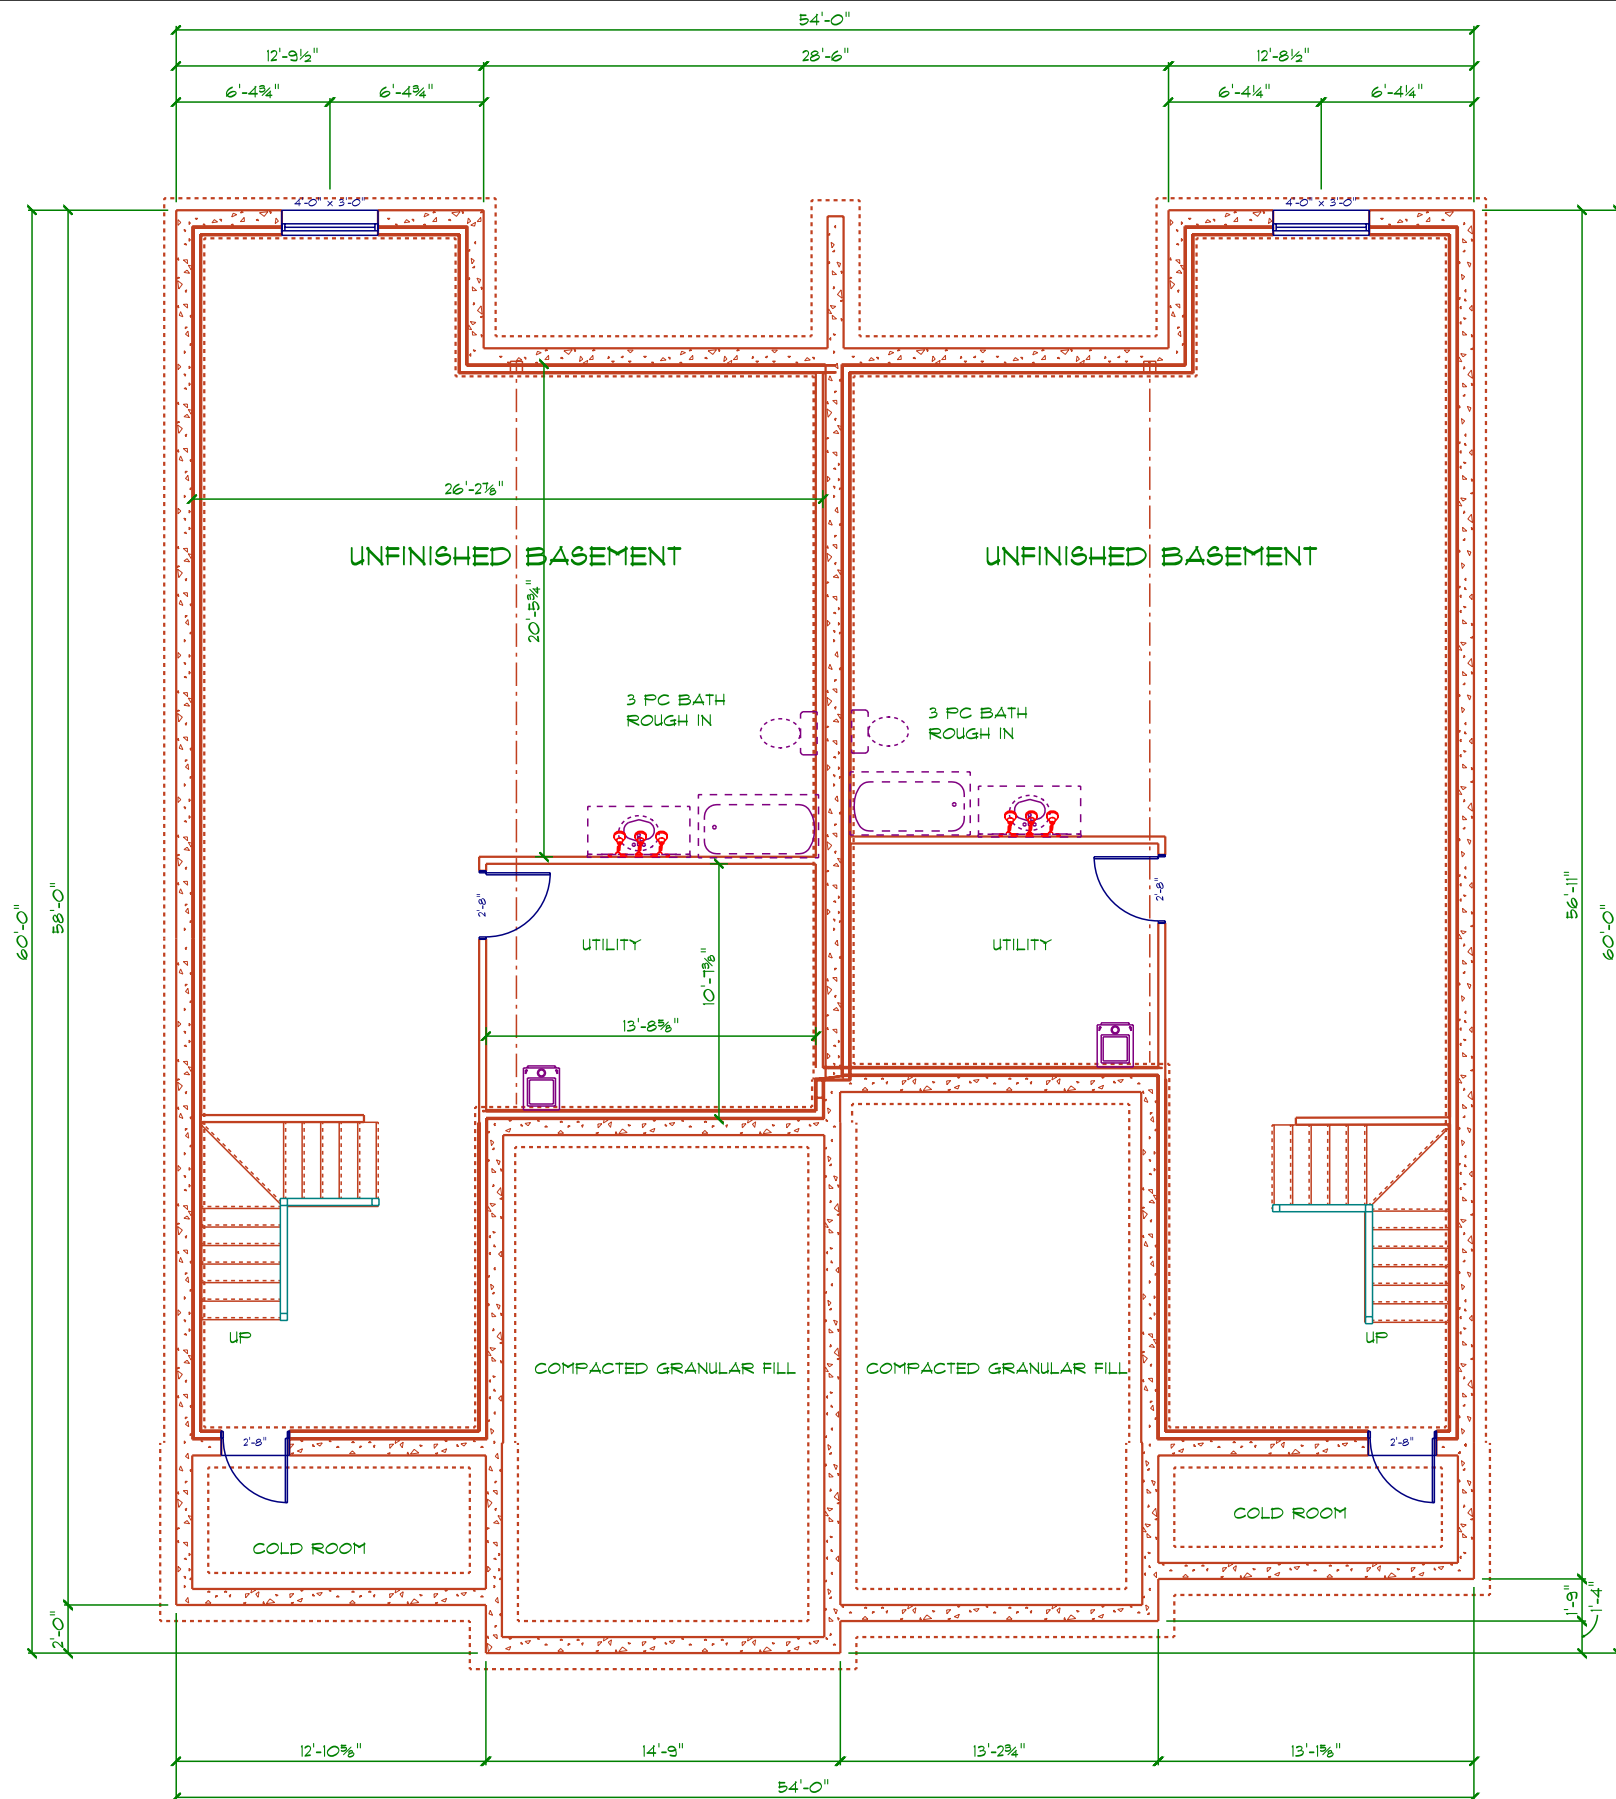 54'-0"
12'-9½" 28'-6" 12'-8½"
6'-4¾" 6'-4¾" 6'-4¼" 6'-4¼"
4'-0" x 3'-0" 4'-0" x 3'-0"
26'-2⅞"
UNFINISHED BASEMENT UNFINISHED BASEMENT
20'-5¾"
3 PC BATH
ROUGH IN
3 PC BATH
ROUGH IN
2'-8" 2'-8"
60'-0" 58'-0" 56'-11" 60'-0"
UTILITY UTILITY
10'-7⅜"
13'-8⅝"
UP UP
COMPACTED GRANULAR FILL COMPACTED GRANULAR FILL
2'-8" 2'-8"
COLD ROOM
COLD ROOM
2'-0" 1'-9" 1'-4"
12'-10⅝" 14'-9" 13'-2¾" 13'-1⅝"
54'-0"